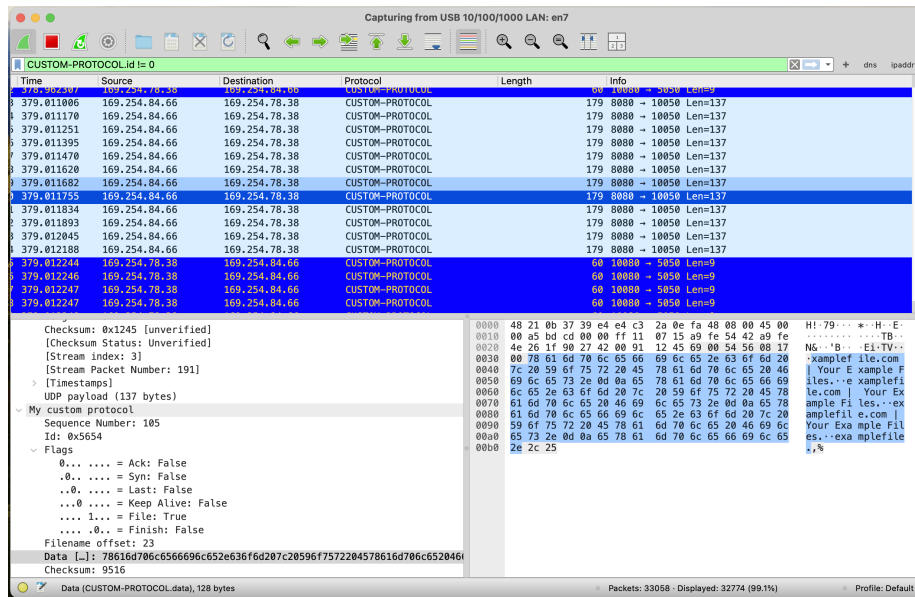 Capturing from USB 10/100/1000 LAN: en7
CUSTOM-PROTOCOL.id != 0 + dns ipaddr
Time Source Destination Protocol Length Info
378.962307 169.254.78.38 169.254.84.66 CUSTOM-PROTOCOL 60 10080 → 5050 Len=9
379.011006 169.254.84.66 169.254.78.38 CUSTOM-PROTOCOL 179 8080 → 10050 Len=137
379.011170 169.254.84.66 169.254.78.38 CUSTOM-PROTOCOL 179 8080 → 10050 Len=137
379.011251 169.254.84.66 169.254.78.38 CUSTOM-PROTOCOL 179 8080 → 10050 Len=137
379.011395 169.254.84.66 169.254.78.38 CUSTOM-PROTOCOL 179 8080 → 10050 Len=137
379.011470 169.254.84.66 169.254.78.38 CUSTOM-PROTOCOL 179 8080 → 10050 Len=137
379.011620 169.254.84.66 169.254.78.38 CUSTOM-PROTOCOL 179 8080 → 10050 Len=137
379.011682 169.254.84.66 169.254.78.38 CUSTOM-PROTOCOL 179 8080 → 10050 Len=137
379.011755 169.254.84.66 169.254.78.38 CUSTOM-PROTOCOL 179 8080 → 10050 Len=137
379.011834 169.254.84.66 169.254.78.38 CUSTOM-PROTOCOL 179 8080 → 10050 Len=137
379.011893 169.254.84.66 169.254.78.38 CUSTOM-PROTOCOL 179 8080 → 10050 Len=137
379.012045 169.254.84.66 169.254.78.38 CUSTOM-PROTOCOL 179 8080 → 10050 Len=137
379.012188 169.254.84.66 169.254.78.38 CUSTOM-PROTOCOL 179 8080 → 10050 Len=137
379.012244 169.254.78.38 169.254.84.66 CUSTOM-PROTOCOL 60 10080 → 5050 Len=9
379.012246 169.254.78.38 169.254.84.66 CUSTOM-PROTOCOL 60 10080 → 5050 Len=9
379.012247 169.254.78.38 169.254.84.66 CUSTOM-PROTOCOL 60 10080 → 5050 Len=9
379.012247 169.254.78.38 169.254.84.66 CUSTOM-PROTOCOL 60 10080 → 5050 Len=9
Checksum: 0x1245 [unverified]
[Checksum Status: Unverified]
[Stream index: 3]
[Stream Packet Number: 191]
[Timestamps]
UDP payload (137 bytes)
My custom protocol
Sequence Number: 105
Id: 0x5654
Flags
0... .... = Ack: False
.0.. .... = Syn: False
..0. .... = Last: False
...0 .... = Keep Alive: False
.... 1... = File: True
.... .0.. = Finish: False
Filename offset: 23
Data […]: 78616d706c6566696c652e636f6d207c20596f7572204578616d706c6520466
Checksum: 9516
0000 48 21 0b 37 39 e4 e4 c3 2a 0e fa 48 08 00 45 00 H!·79··· *··H··E·
0010 00 a5 bd cd 00 00 ff 11 07 15 a9 fe 54 42 a9 fe ········ ····TB··
0020 4e 26 1f 90 27 42 00 91 12 45 69 00 54 56 08 17 N&··'B·· ·Ei·TV··
0030 00 78 61 6d 70 6c 65 66 69 6c 65 2e 63 6f 6d 20 ·xamplef ile.com
0040 7c 20 59 6f 75 72 20 45 78 61 6d 70 6c 65 20 46 | Your E xample F
0050 69 6c 65 73 2e 0d 0a 65 78 61 6d 70 6c 65 66 69 iles.··e xamplefi
0060 6c 65 2e 63 6f 6d 20 7c 20 59 6f 75 72 20 45 78 le.com | Your Ex
0070 61 6d 70 6c 65 20 46 69 6c 65 73 2e 0d 0a 65 78 ample Fi les.··ex
0080 61 6d 70 6c 65 66 69 6c 65 2e 63 6f 6d 20 7c 20 amplefil e.com |
0090 59 6f 75 72 20 45 78 61 6d 70 6c 65 20 46 69 6c Your Exa mple Fil
00a0 65 73 2e 0d 0a 65 78 61 6d 70 6c 65 66 69 6c 65 es.··exa mplefile
00b0 2e 2c 25 .,%
Data (CUSTOM-PROTOCOL.data), 128 bytes Packets: 33058 · Displayed: 32774 (99.1%) Profile: Default